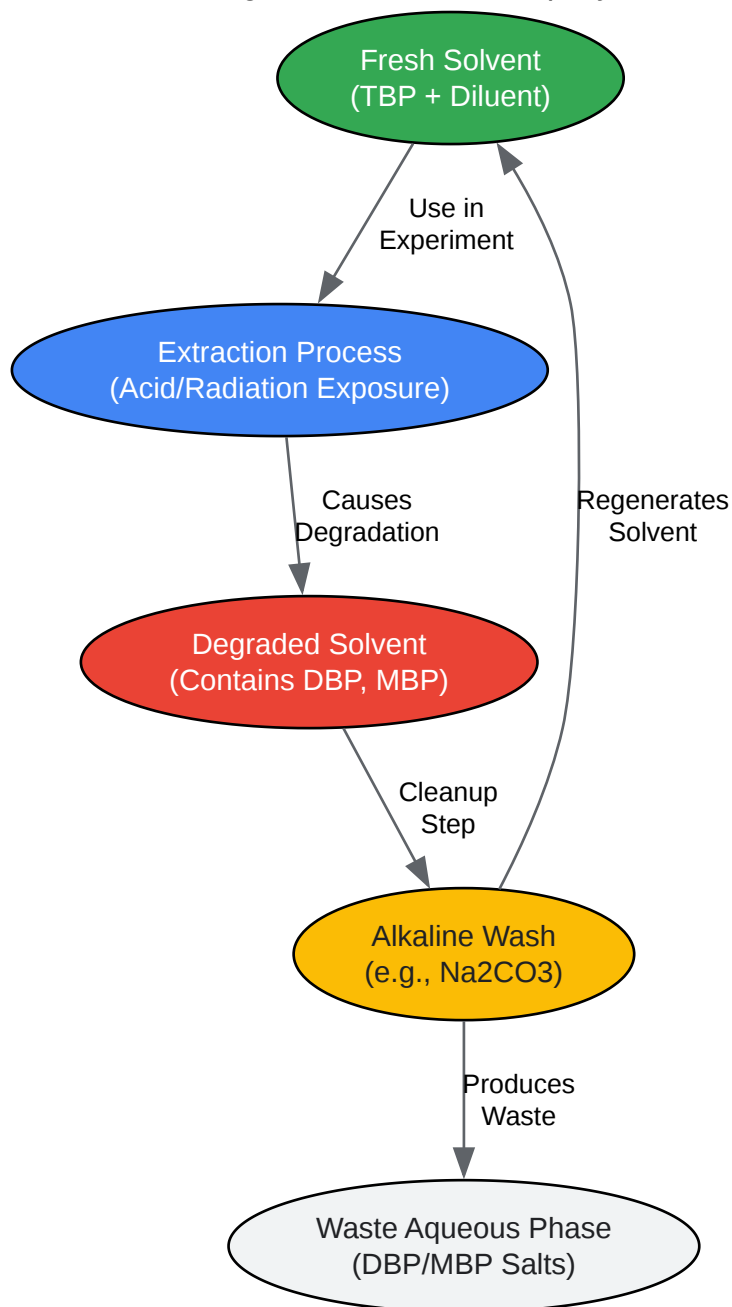 Fresh Solvent
(TBP + Diluent)
Use in
Experiment
Extraction Process
(Acid/Radiation Exposure)
Causes
Degradation
Regenerates
Solvent
Degraded Solvent
(Contains DBP, MBP)
Cleanup
Step
Alkaline Wash
(e.g., Na2CO3)
Produces
Waste
Waste Aqueous Phase
(DBP/MBP Salts)